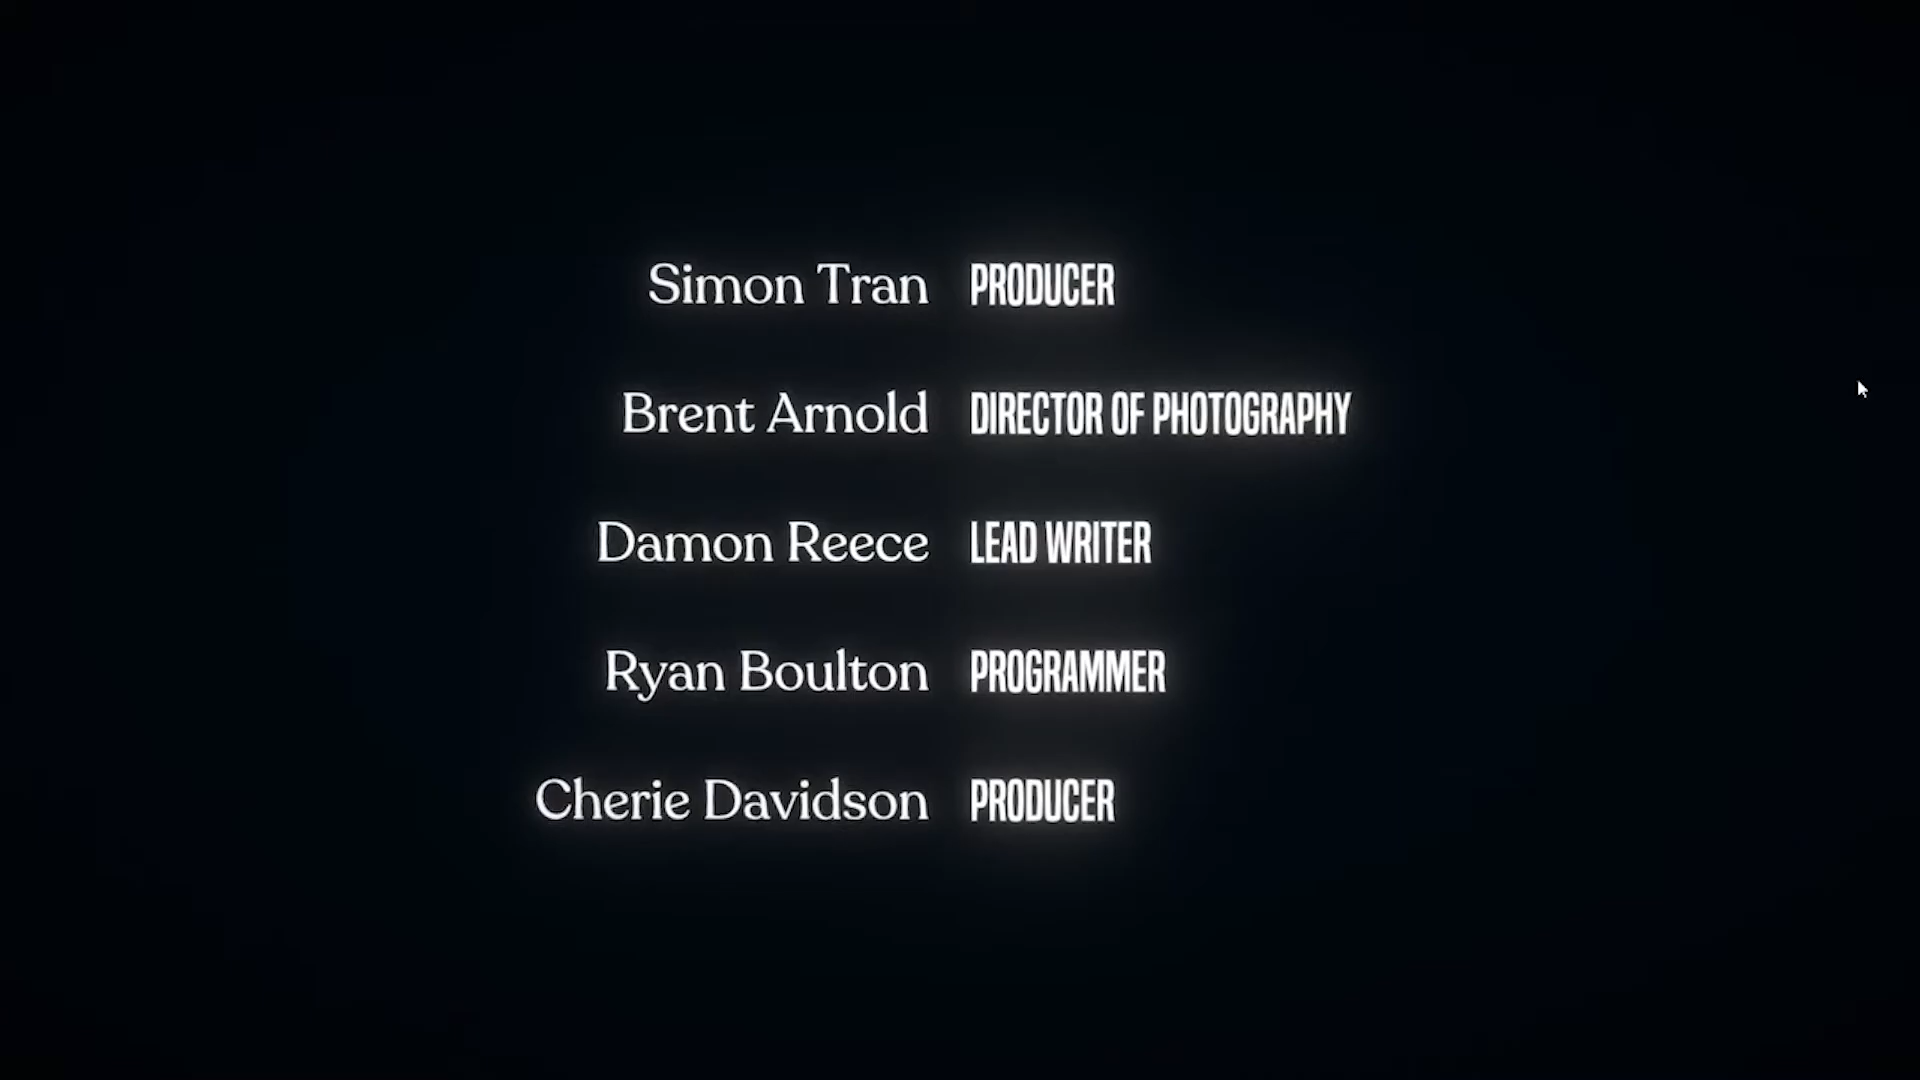 Simon Tran PRODUCER
Brent Arnold DIRECTOR OF PHOTOGRAPHY
Damon Reece LEAD WRITER
Ryan Boulton PROGRAMMER
Cherie Davidson PRODUCER